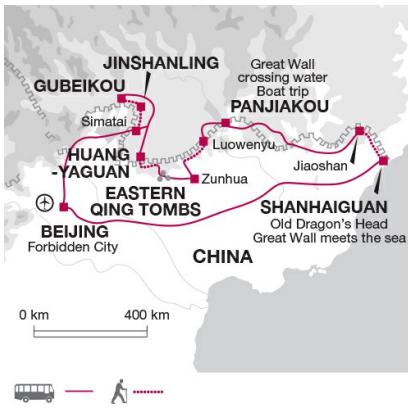 JINSHANLING
GUBEIKOU
Great Wall
crossing water
Boat trip
PANJIAKOU
Simatai
Luowenyu
HUANG
-YAGUAN
Jiaoshan
Zunhua
EASTERN
QING TOMBS
SHANHAIGUAN
Old Dragon's Head
Great Wall meets the sea
BEIJING
Forbidden City
CHINA
0 km
400 km